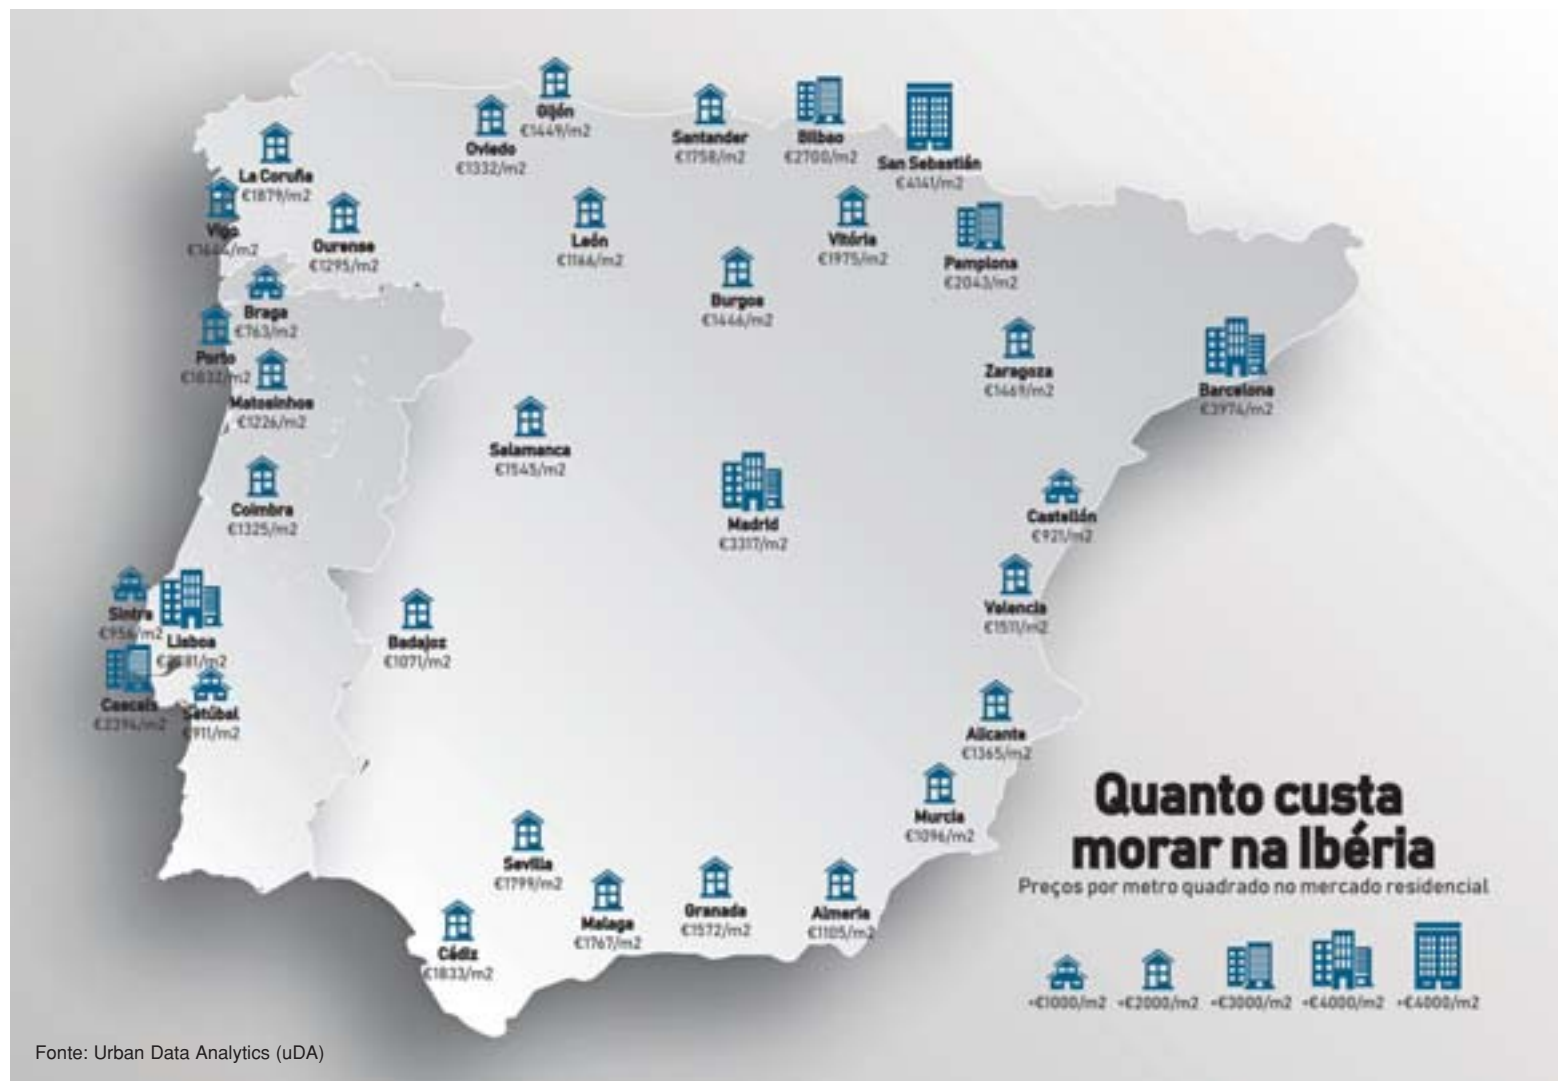 Gijón
€1449/m2
Oviedo
€1332/m2
Santander
€1758/m2
Bilbao
€2700/m2
San Sebastián
€4141/m2
La Coruña
€1879/m2
Vigo
Ourense
€1295/m2
León
€1166/m2
Vitória
€1975/m2
Pamplona
€2043/m2
Burgos
€1446/m2
Braga
€763/m2
Porto
€1832/m2
Matosinhos
€1226/m2
Zaragoza
€1469/m2
Barcelona
€3974/m2
Salamanca
€1545/m2
Coimbra
€1325/m2
Madrid
€3317/m2
Castellón
€921/m2
Valencia
€1511/m2
Sintra
€956/m2
Lisboa
Cascais
€2394/m2
Setúbal
€911/m2
Badajoz
€1071/m2
Alicante
€1365/m2
Murcia
€1096/m2
Sevilla
€1799/m2
Malaga
€1767/m2
Granada
€1572/m2
Almeria
€1105/m2
Cádiz
€1833/m2
Quanto custa
morar na Ibéria
Preços por metro quadrado no mercado residencial
<€1000/m2 <€2000/m2 <€3000/m2 <€4000/m2 >€4000/m2
Fonte: Urban Data Analytics (uDA)